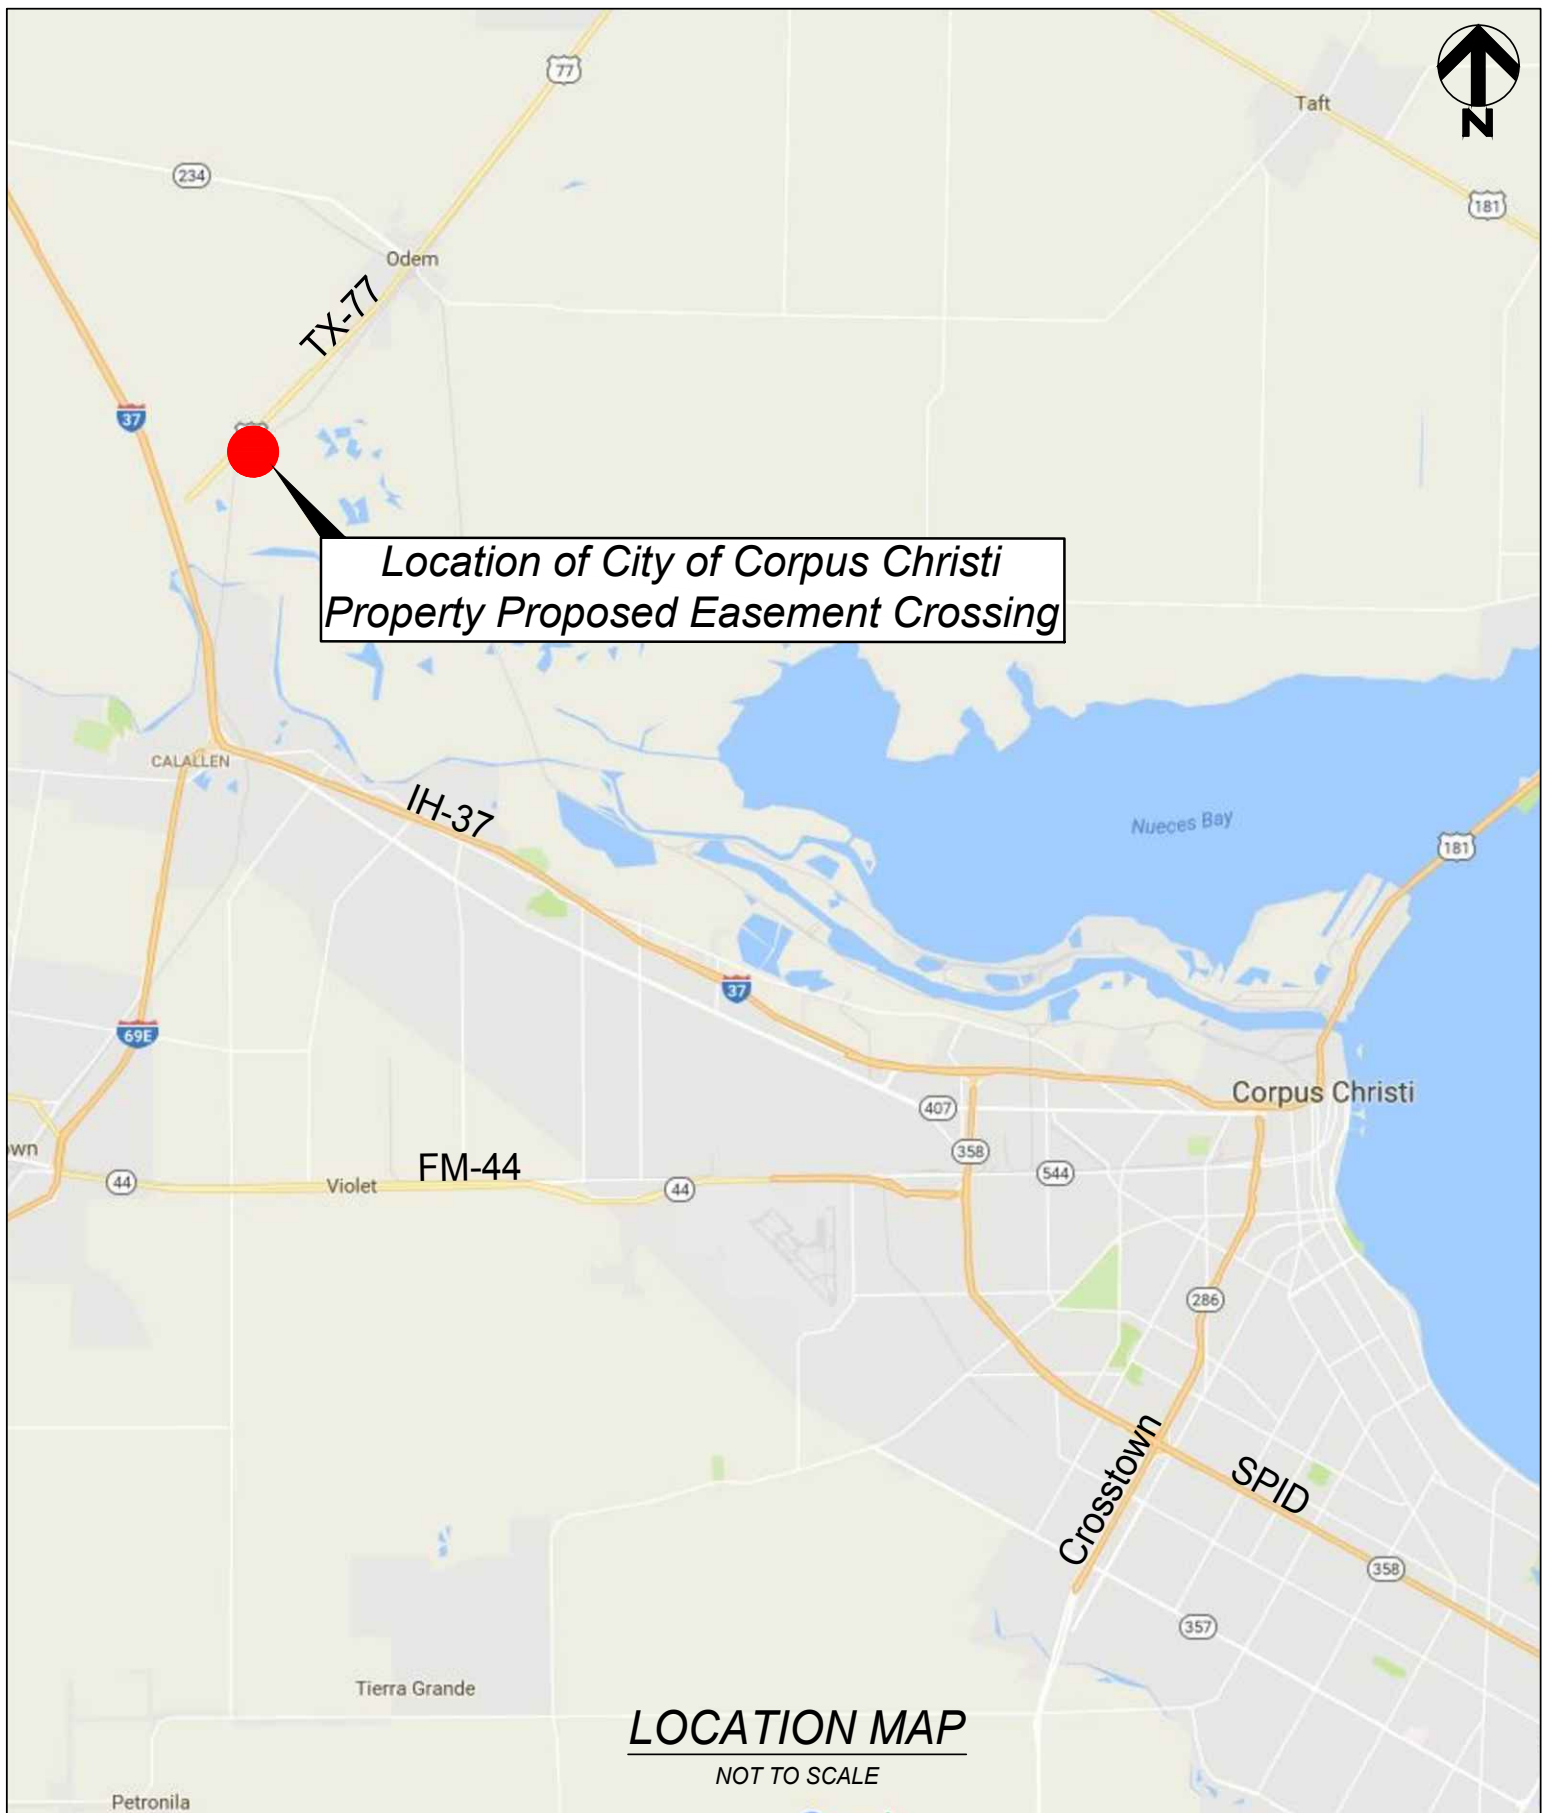 77
Taft
N
234
181
Odem
TX-77
37
Location of City of Corpus Christi
Property Proposed Easement Crossing
CALALLEN
IH-37
Nueces Bay
181
37
69E
Corpus Christi
407
358
544
own
44
Violet
FM-44
44
286
Crosstown
SPID
358
357
Tierra Grande
LOCATION MAP
NOT TO SCALE
Petronila